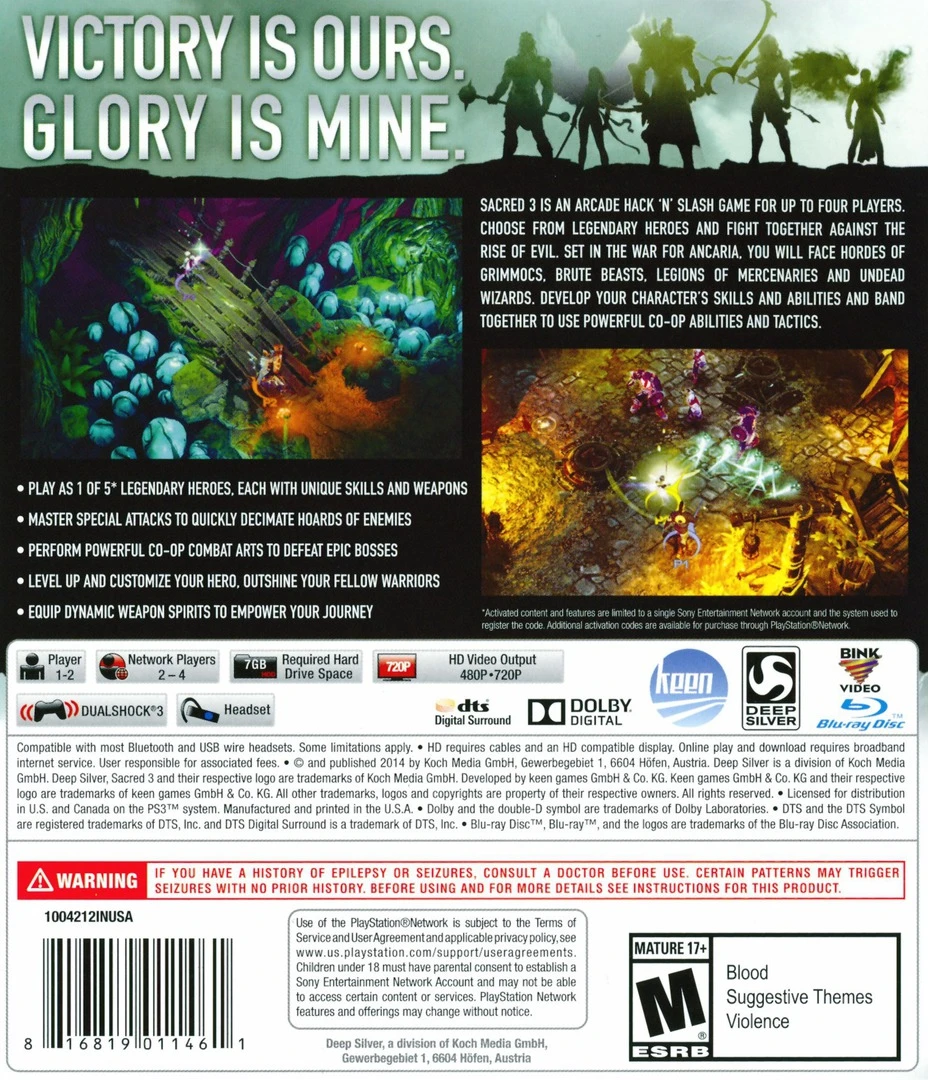 VICTORY IS OURS.
GLORY IS MINE.
SACRED 3 IS AN ARCADE HACK 'N' SLASH GAME FOR UP TO FOUR PLAYERS.
CHOOSE FROM LEGENDARY HEROES AND FIGHT TOGETHER AGAINST THE
RISE OF EVIL. SET IN THE WAR FOR ANCARIA, YOU WILL FACE HORDES OF
GRIMMOCS, BRUTE BEASTS, LEGIONS OF MERCENARIES AND UNDEAD
WIZARDS. DEVELOP YOUR CHARACTER'S SKILLS AND ABILITIES AND BAND
TOGETHER TO USE POWERFUL CO-OP ABILITIES AND TACTICS.
• PLAY AS 1 OF 5* LEGENDARY HEROES, EACH WITH UNIQUE SKILLS AND WEAPONS
• MASTER SPECIAL ATTACKS TO QUICKLY DECIMATE HOARDS OF ENEMIES
• PERFORM POWERFUL CO-OP COMBAT ARTS TO DEFEAT EPIC BOSSES
• LEVEL UP AND CUSTOMIZE YOUR HERO, OUTSHINE YOUR FELLOW WARRIORS
• EQUIP DYNAMIC WEAPON SPIRITS TO EMPOWER YOUR JOURNEY
P1
*Activated content and features are limited to a single Sony Entertainment Network account and the system used to
register the code. Additional activation codes are available for purchase through PlayStation®Network.
Player
1-2
Network Players
2 – 4
7GB
HDD
Required Hard
Drive Space
720P
HD Video Output
480P • 720P
DUALSHOCK®3
Headset
dts
Digital Surround
DOLBY
DIGITAL
keen
DEEP
SILVER
BINK
VIDEO
Blu-ray Disc™
Compatible with most Bluetooth and USB wire headsets. Some limitations apply. • HD requires cables and an HD compatible display. Online play and download requires broadband
internet service. User responsible for associated fees. • © and published 2014 by Koch Media GmbH, Gewerbegebiet 1, 6604 Höfen, Austria. Deep Silver is a division of Koch Media
GmbH. Deep Silver, Sacred 3 and their respective logo are trademarks of Koch Media GmbH. Developed by keen games GmbH & Co. KG. Keen games GmbH & Co. KG and their respective
logo are trademarks of keen games GmbH & Co. KG. All other trademarks, logos and copyrights are property of their respective owners. All rights reserved. • Licensed for distribution
in U.S. and Canada on the PS3™ system. Manufactured and printed in the U.S.A. • Dolby and the double-D symbol are trademarks of Dolby Laboratories. • DTS and the DTS Symbol
are registered trademarks of DTS, Inc. and DTS Digital Surround is a trademark of DTS, Inc. • Blu-ray Disc™, Blu-ray™, and the logos are trademarks of the Blu-ray Disc Association.
WARNING
IF YOU HAVE A HISTORY OF EPILEPSY OR SEIZURES, CONSULT A DOCTOR BEFORE USE. CERTAIN PATTERNS MAY TRIGGER
SEIZURES WITH NO PRIOR HISTORY. BEFORE USING AND FOR MORE DETAILS SEE INSTRUCTIONS FOR THIS PRODUCT.
1004212INUSA
8 16819 01146 1
Use of the PlayStation®Network is subject to the Terms of
Service and User Agreement and applicable privacy policy, see
www.us.playstation.com/support/useragreements.
Children under 18 must have parental consent to establish a
Sony Entertainment Network Account and may not be able
to access certain content or services. PlayStation Network
features and offerings may change without notice.
Deep Silver, a division of Koch Media GmbH,
Gewerbegebiet 1, 6604 Höfen, Austria
MATURE 17+
M
®
ESRB
Blood
Suggestive Themes
Violence